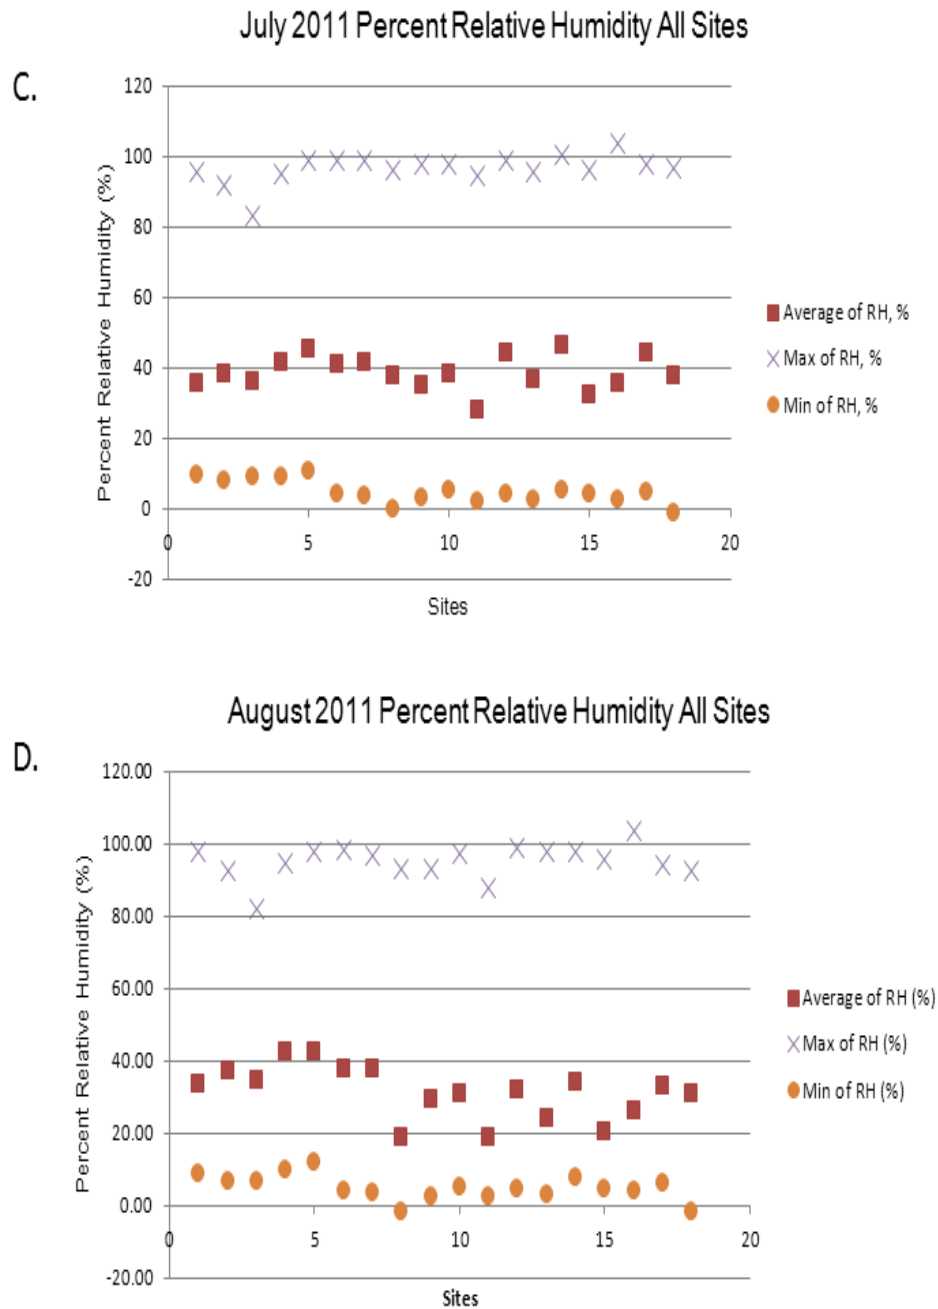 July 2011 Percent Relative Humidity All Sites
C.
120
100
80
60
40
20
0
-20
Percent Relative Humidity (%)
0 5 10 15 20
Sites
Average of RH, %
Max of RH, %
Min of RH, %
August 2011 Percent Relative Humidity All Sites
D.
120.00
100.00
80.00
60.00
40.00
20.00
0.00
-20.00
Percent Relative Humidity (%)
0 5 10 15 20
Sites
Average of RH (%)
Max of RH (%)
Min of RH (%)